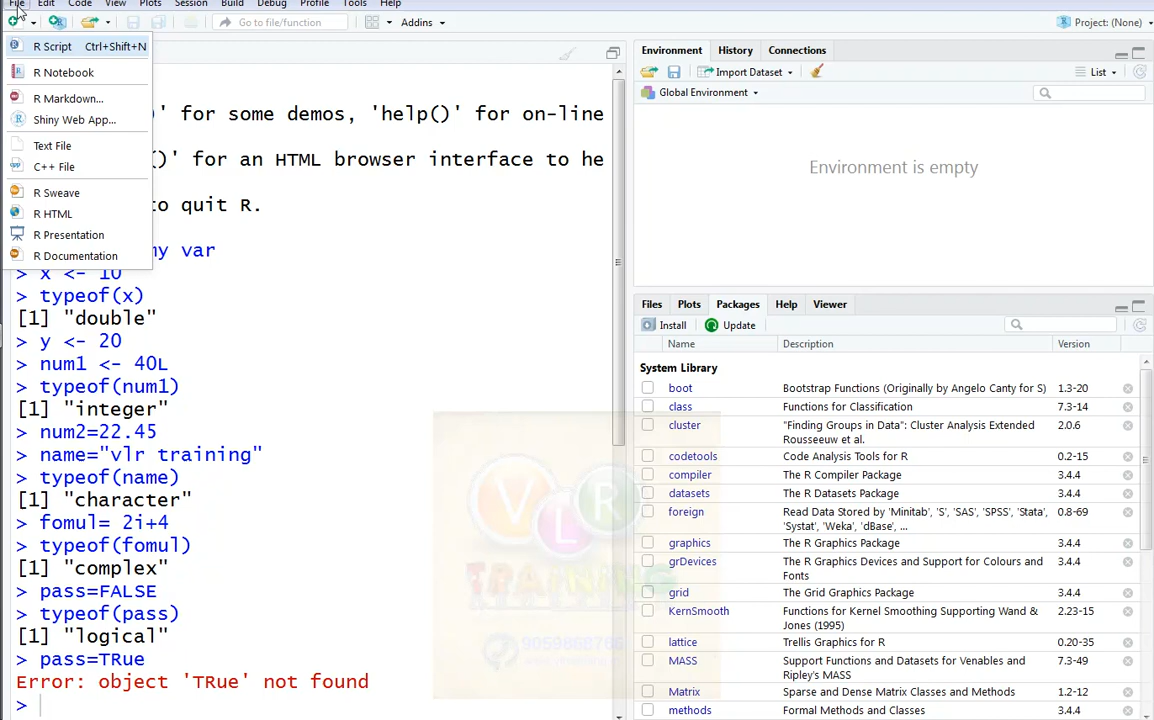 File Edit Code View Plots Session Build Debug Profile Tools Help
Go to file/function Addins Project: (None)
R Script Ctrl+Shift+N
R Notebook
R Markdown...
Shiny Web App...
Text File
C++ File
R Sweave
R HTML
R Presentation
R Documentation
)' for some demos, 'help()' for on-line
()' for an HTML browser interface to he
to quit R.
my var
> x <- 10
> typeof(x)
[1] "double"
> y <- 20
> num1 <- 40L
> typeof(num1)
[1] "integer"
> num2=22.45
> name="vlr training"
> typeof(name)
[1] "character"
> fomul= 2i+4
> typeof(fomul)
[1] "complex"
> pass=FALSE
> typeof(pass)
[1] "logical"
> pass=TRue
Error: object 'TRue' not found
>
Environment History Connections
Import Dataset List
Global Environment
Environment is empty
Files Plots Packages Help Viewer
Install Update
Name Description Version
System Library
boot Bootstrap Functions (Originally by Angelo Canty for S) 1.3-20
class Functions for Classification 7.3-14
cluster "Finding Groups in Data": Cluster Analysis Extended 2.0.6
Rousseeuw et al.
codetools Code Analysis Tools for R 0.2-15
compiler The R Compiler Package 3.4.4
datasets The R Datasets Package 3.4.4
foreign Read Data Stored by 'Minitab', 'S', 'SAS', 'SPSS', 'Stata', 0.8-69
'Systat', 'Weka', 'dBase', ...
graphics The R Graphics Package 3.4.4
grDevices The R Graphics Devices and Support for Colours and 3.4.4
Fonts
grid The Grid Graphics Package 3.4.4
KernSmooth Functions for Kernel Smoothing Supporting Wand & 2.23-15
Jones (1995)
lattice Trellis Graphics for R 0.20-35
MASS Support Functions and Datasets for Venables and 7.3-49
Ripley's MASS
Matrix Sparse and Dense Matrix Classes and Methods 1.2-12
methods Formal Methods and Classes 3.4.4
VLR
TRAINING